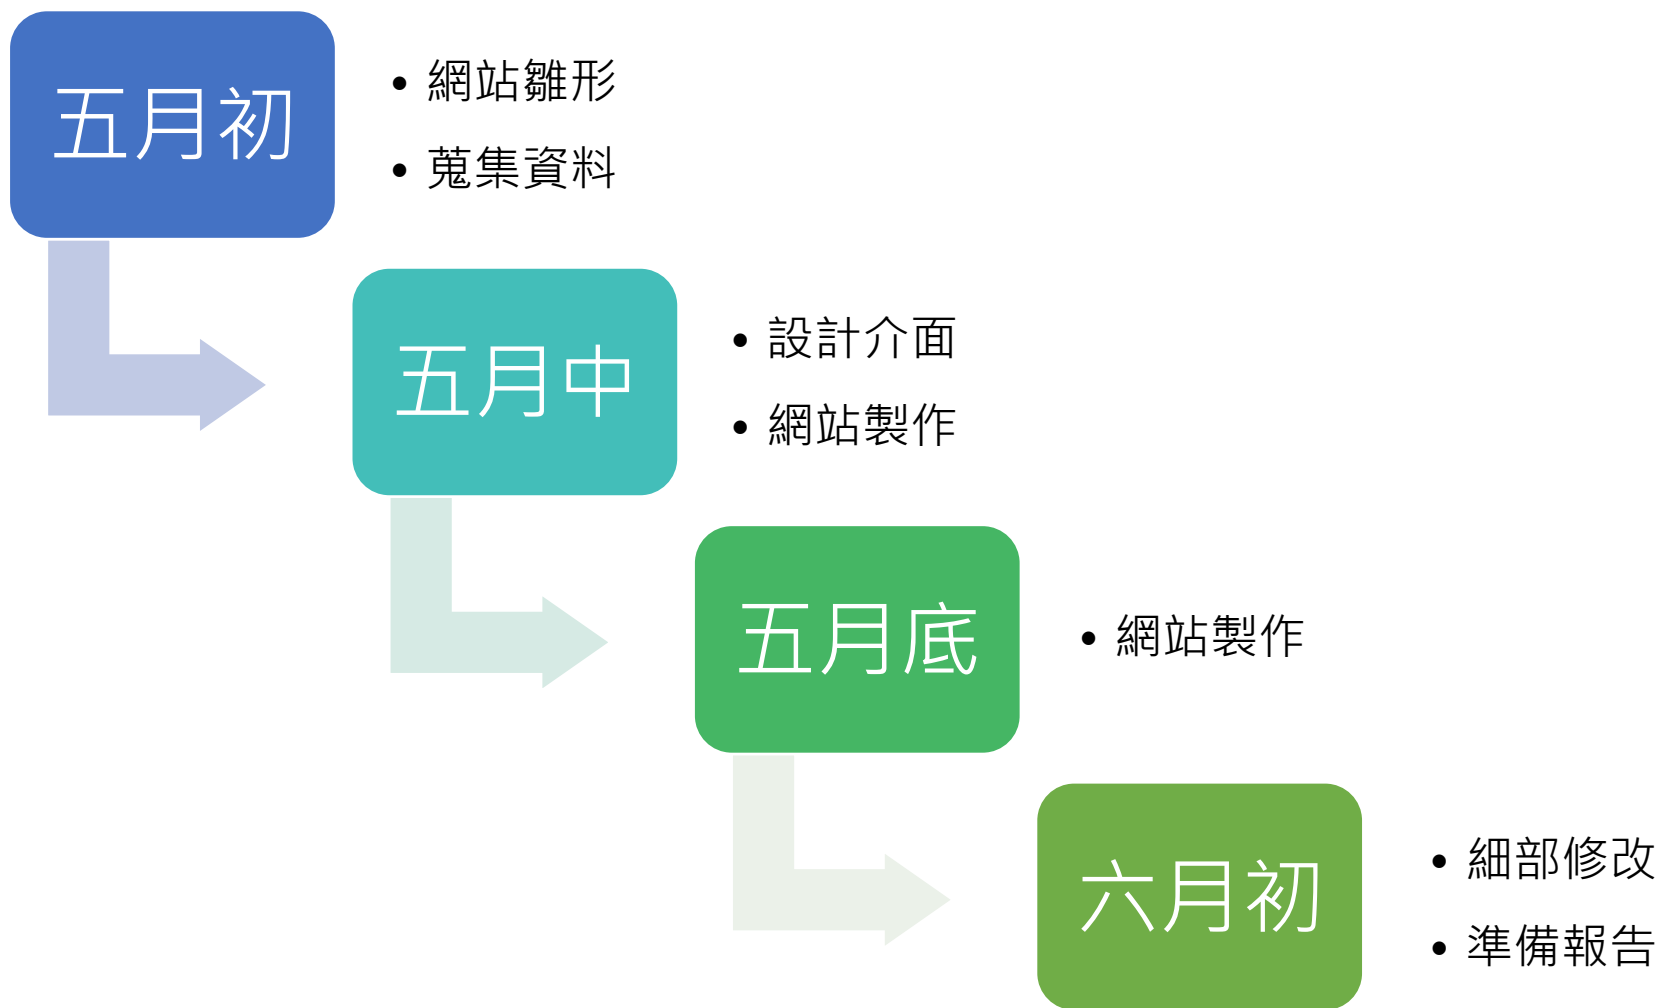 五月初
• 網站雛形
• 蒐集資料
五月中
• 設計介面
• 網站製作
五月底
• 網站製作
六月初
• 細部修改
• 準備報告